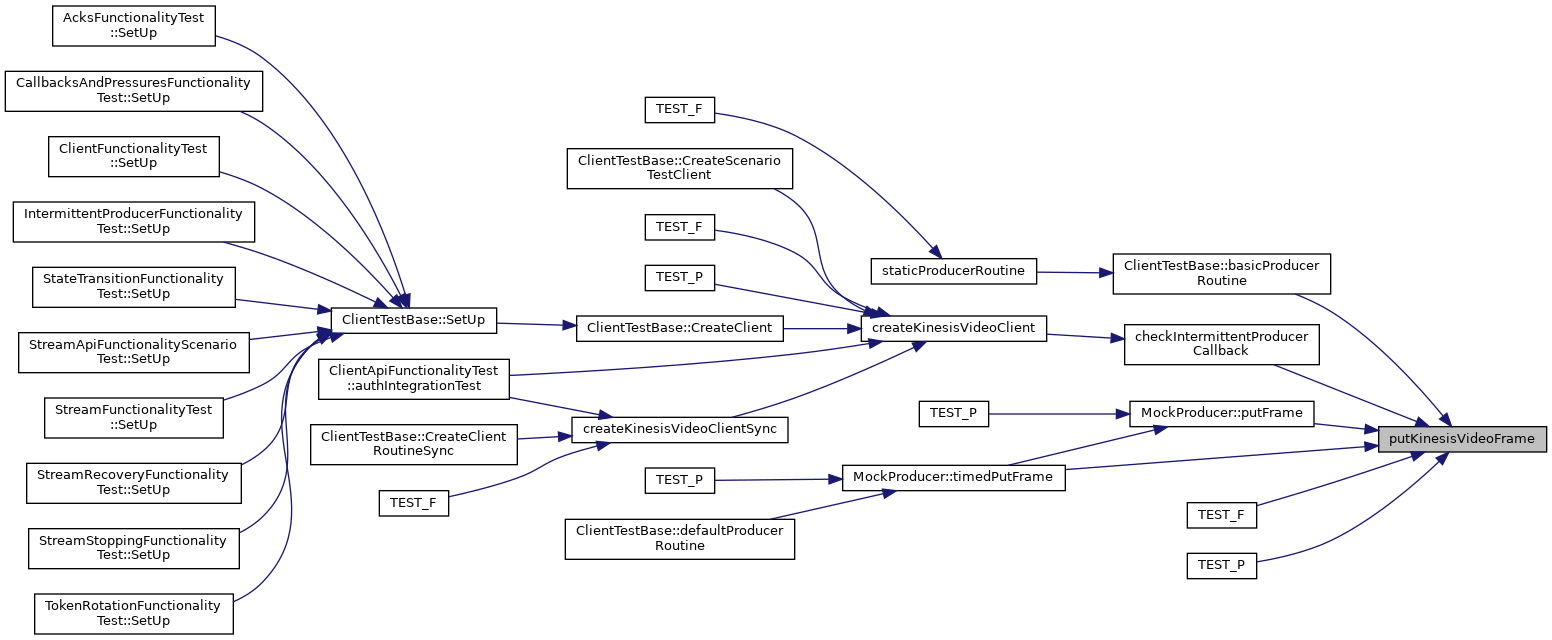 AcksFunctionalityTest
::SetUp
CallbacksAndPressuresFunctionality
Test::SetUp
ClientFunctionalityTest
::SetUp
IntermittentProducerFunctionality
Test::SetUp
StateTransitionFunctionality
Test::SetUp
StreamApiFunctionalityScenario
Test::SetUp
StreamFunctionalityTest
::SetUp
StreamRecoveryFunctionality
Test::SetUp
StreamStoppingFunctionality
Test::SetUp
TokenRotationFunctionality
Test::SetUp
ClientTestBase::SetUp
ClientApiFunctionalityTest
::authIntegrationTest
ClientTestBase::CreateClient
RoutineSync
TEST_F
TEST_F
ClientTestBase::CreateScenario
TestClient
TEST_F
TEST_P
ClientTestBase::CreateClient
createKinesisVideoClientSync
TEST_P
ClientTestBase::defaultProducer
Routine
staticProducerRoutine
createKinesisVideoClient
TEST_P
MockProducer::timedPutFrame
ClientTestBase::basicProducer
Routine
checkIntermittentProducer
Callback
MockProducer::putFrame
TEST_F
TEST_P
putKinesisVideoFrame